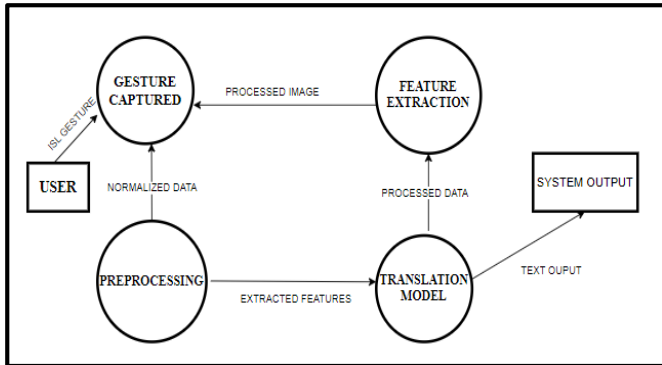 GESTURE
CAPTURED
PROCESSED IMAGE
FEATURE
EXTRACTION
ISL GESTURE
USER
NORMALIZED DATA
PROCESSED DATA
SYSTEM OUTPUT
PREPROCESSING
EXTRACTED FEATURES
TRANSLATION
MODEL
TEXT OUPUT